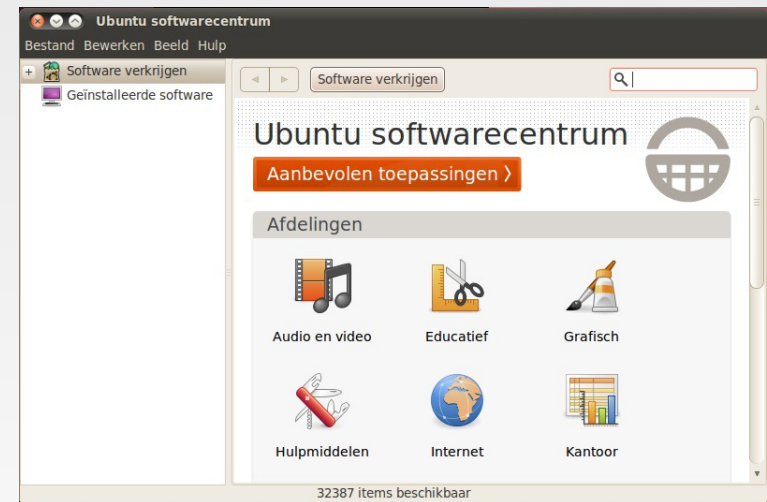 Ubuntu softwarecentrum
Bestand Bewerken Beeld Hulp
Software verkrijgen
Geïnstalleerde software
Software verkrijgen
Ubuntu softwarecentrum
Aanbevolen toepassingen
Afdelingen
Audio en video Educatief Grafisch
Hulpmiddelen Internet Kantoor
32387 items beschikbaar